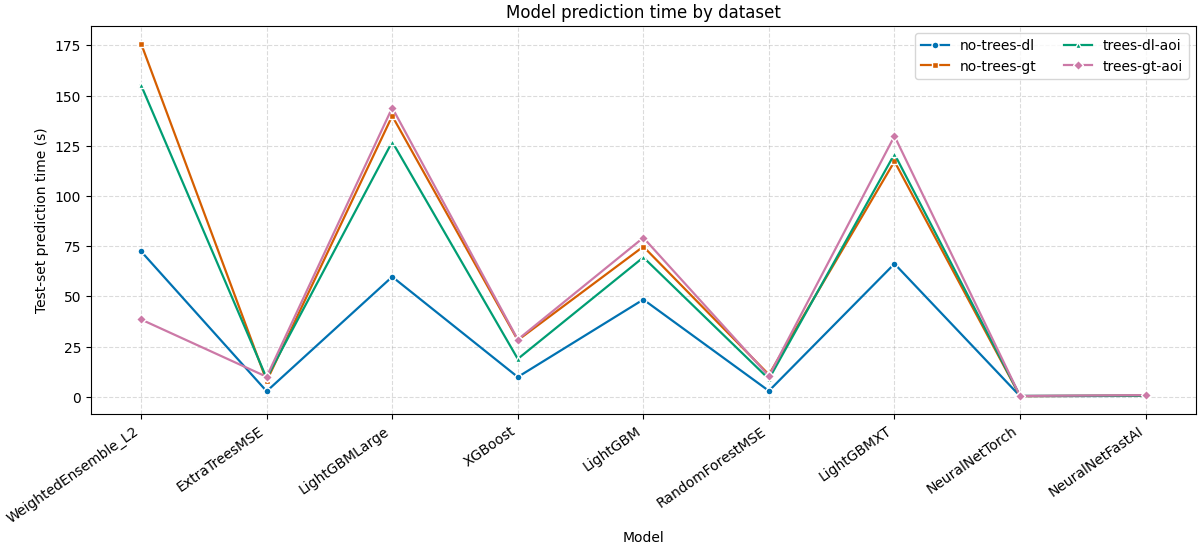 Model prediction time by dataset
Test-set prediction time (s)
175
150
125
100
75
50
25
0
no-trees-dl
no-trees-gt
trees-dl-aoi
trees-gt-aoi
WeightedEnsemble_L2
ExtraTreesMSE
LightGBMLarge
XGBoost
LightGBM
RandomForestMSE
LightGBMXT
NeuralNetTorch
NeuralNetFastAI
Model